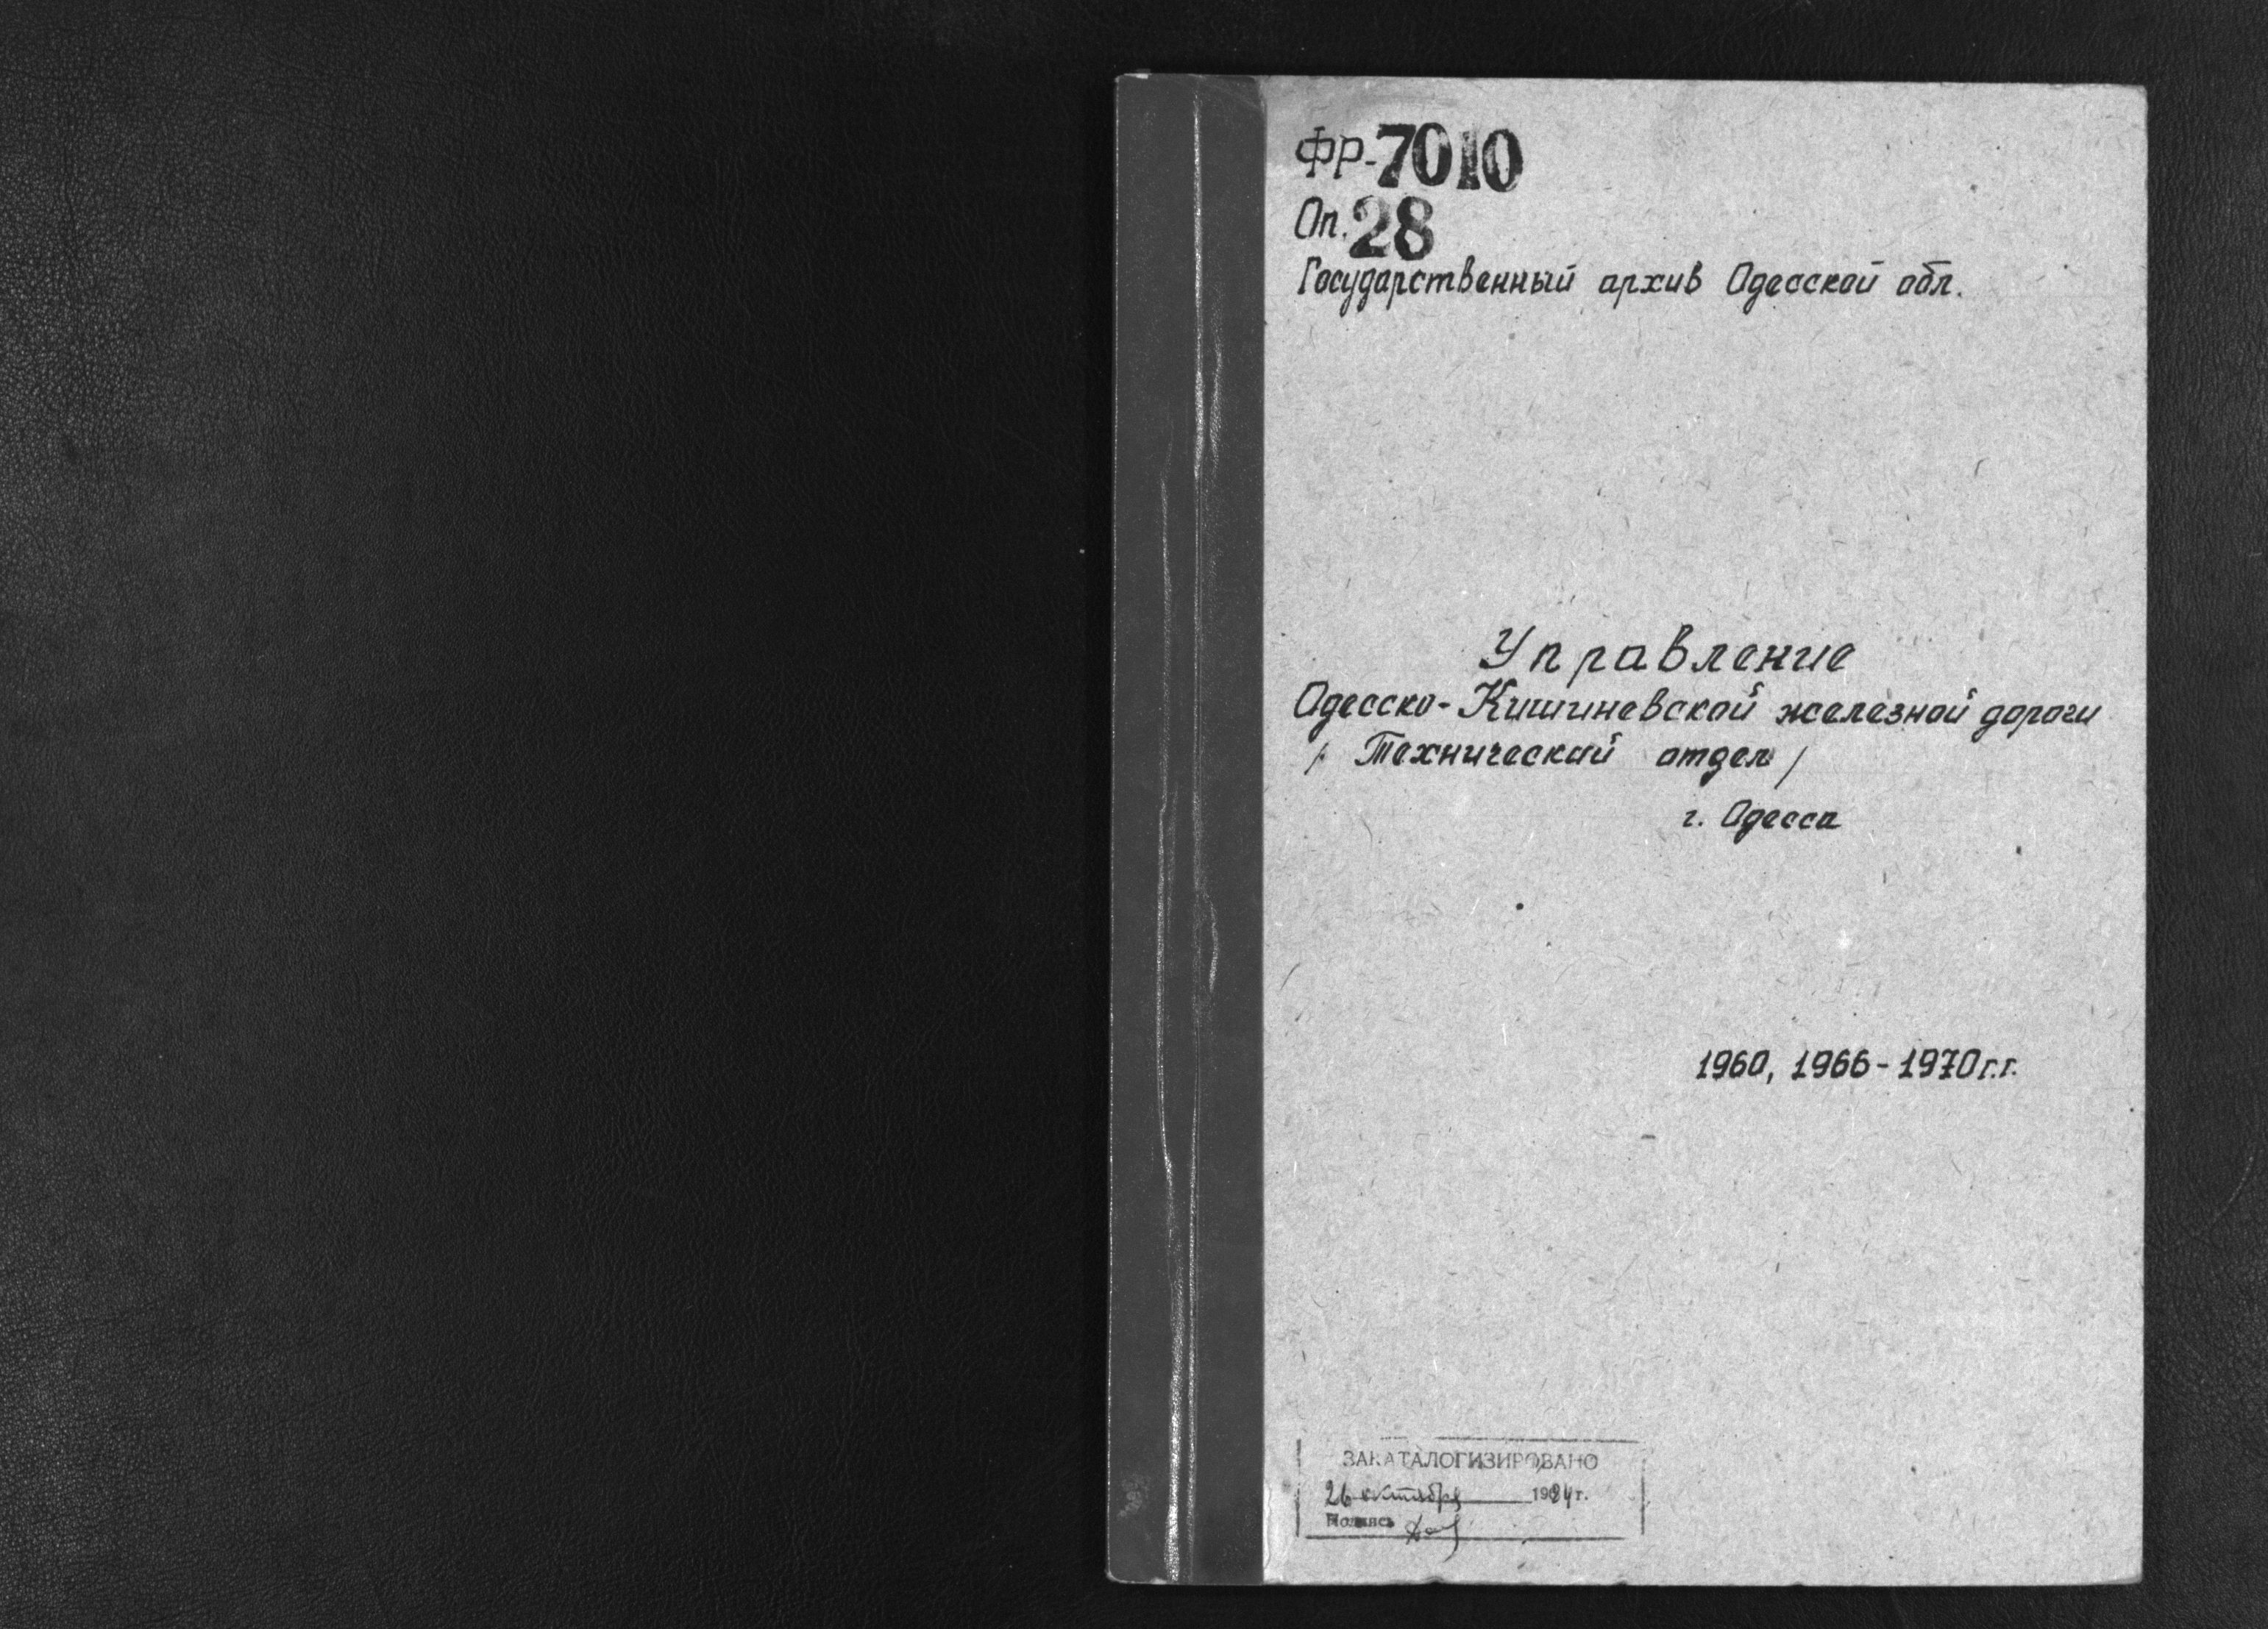 ФР-7010
Оп. 28
Государственный архив Одесской обл.
Управление
Одесско-Кишиневской железной дороги
/ Технический отдел /
г. Одесса
1960, 1966-1970 г.г.
ЗАКАТАЛОГИЗИРОВАНО
26 октября 1984 г.
Подпись